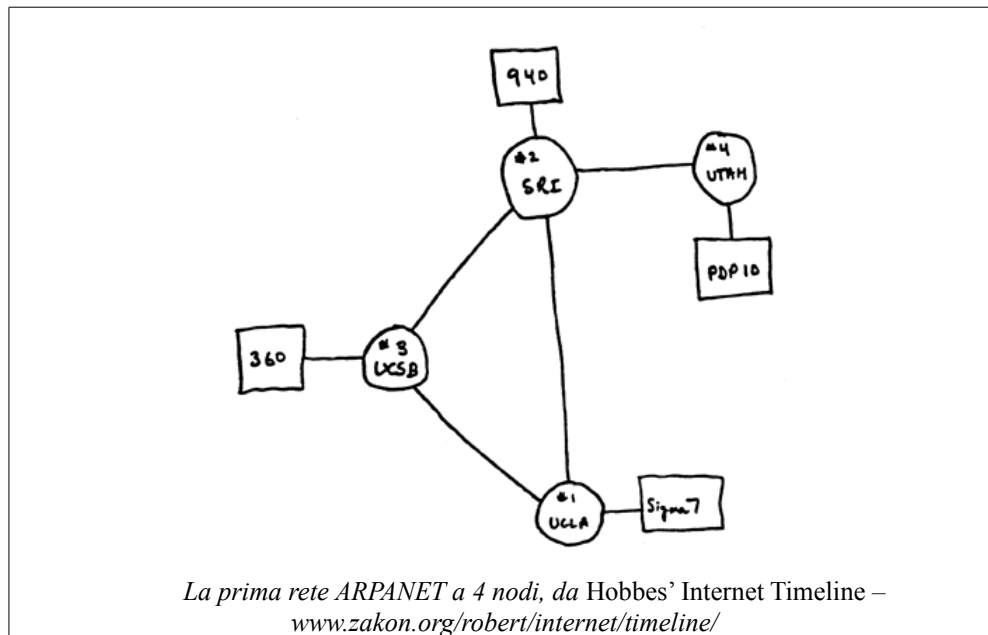 940
#2
SRI
#4
UTAH
PDP10
360
#3
UCSB
#1
UCLA
Sigma7
La prima rete ARPANET a 4 nodi, da Hobbes’ Internet Timeline –
www.zakon.org/robert/internet/timeline/